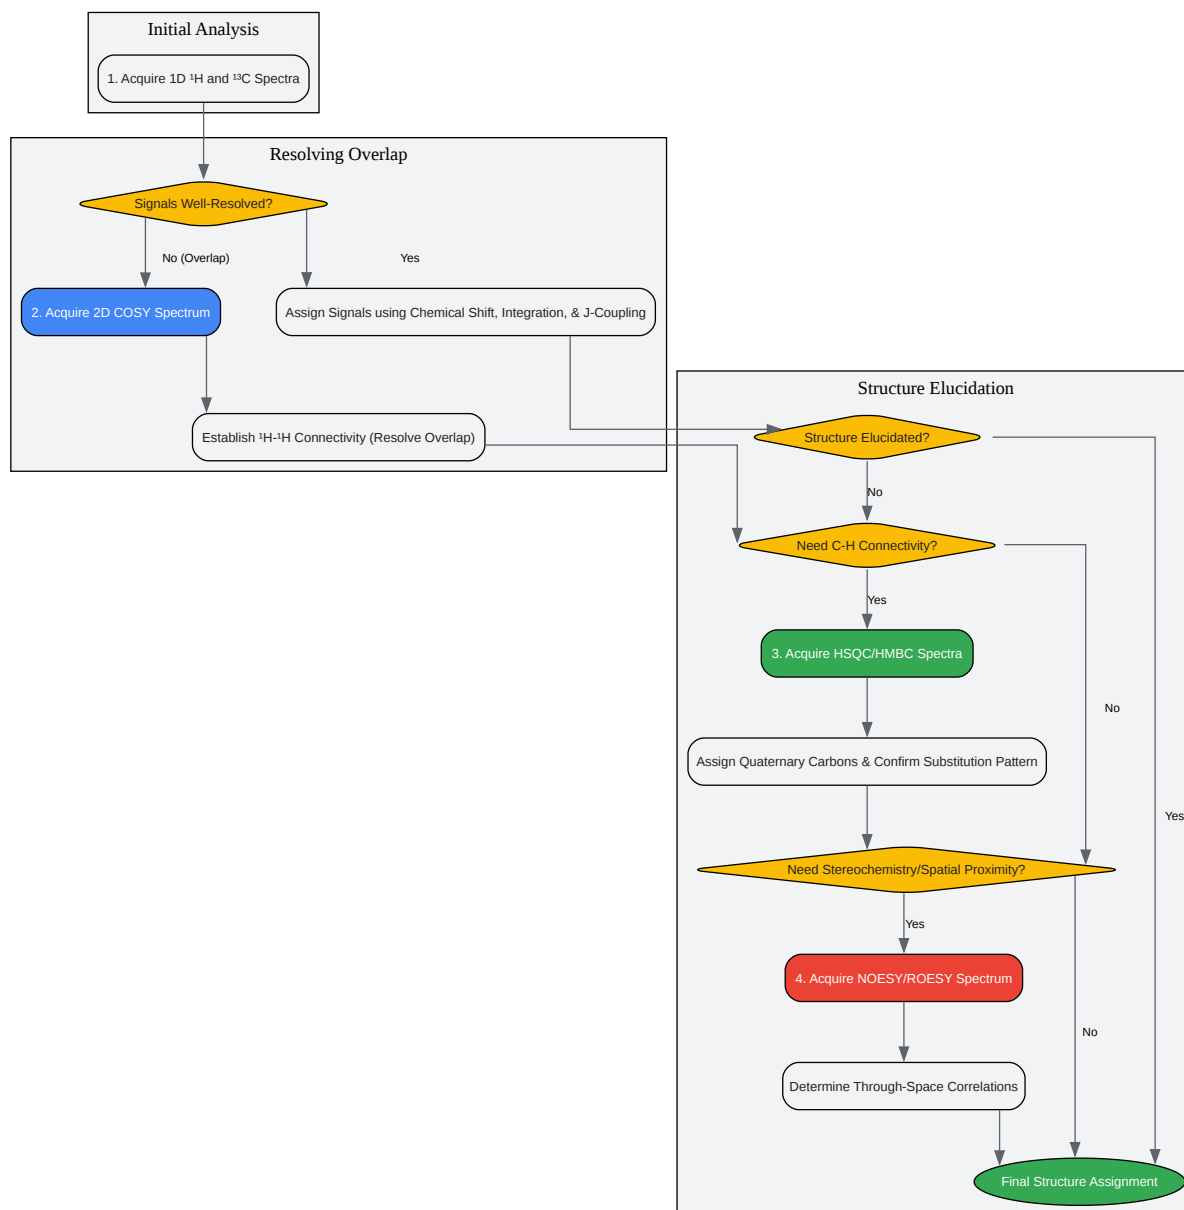 Initial Analysis
1. Acquire 1D ¹H and ¹³C Spectra
Resolving Overlap
Signals Well-Resolved?
No (Overlap)
Yes
2. Acquire 2D COSY Spectrum
Assign Signals using Chemical Shift, Integration, & J-Coupling
Establish ¹H-¹H Connectivity (Resolve Overlap)
Structure Elucidation
Structure Elucidated?
No
Need C-H Connectivity?
Yes
3. Acquire HSQC/HMBC Spectra
No
Assign Quaternary Carbons & Confirm Substitution Pattern
Yes
Need Stereochemistry/Spatial Proximity?
Yes
4. Acquire NOESY/ROESY Spectrum
No
Determine Through-Space Correlations
Final Structure Assignment